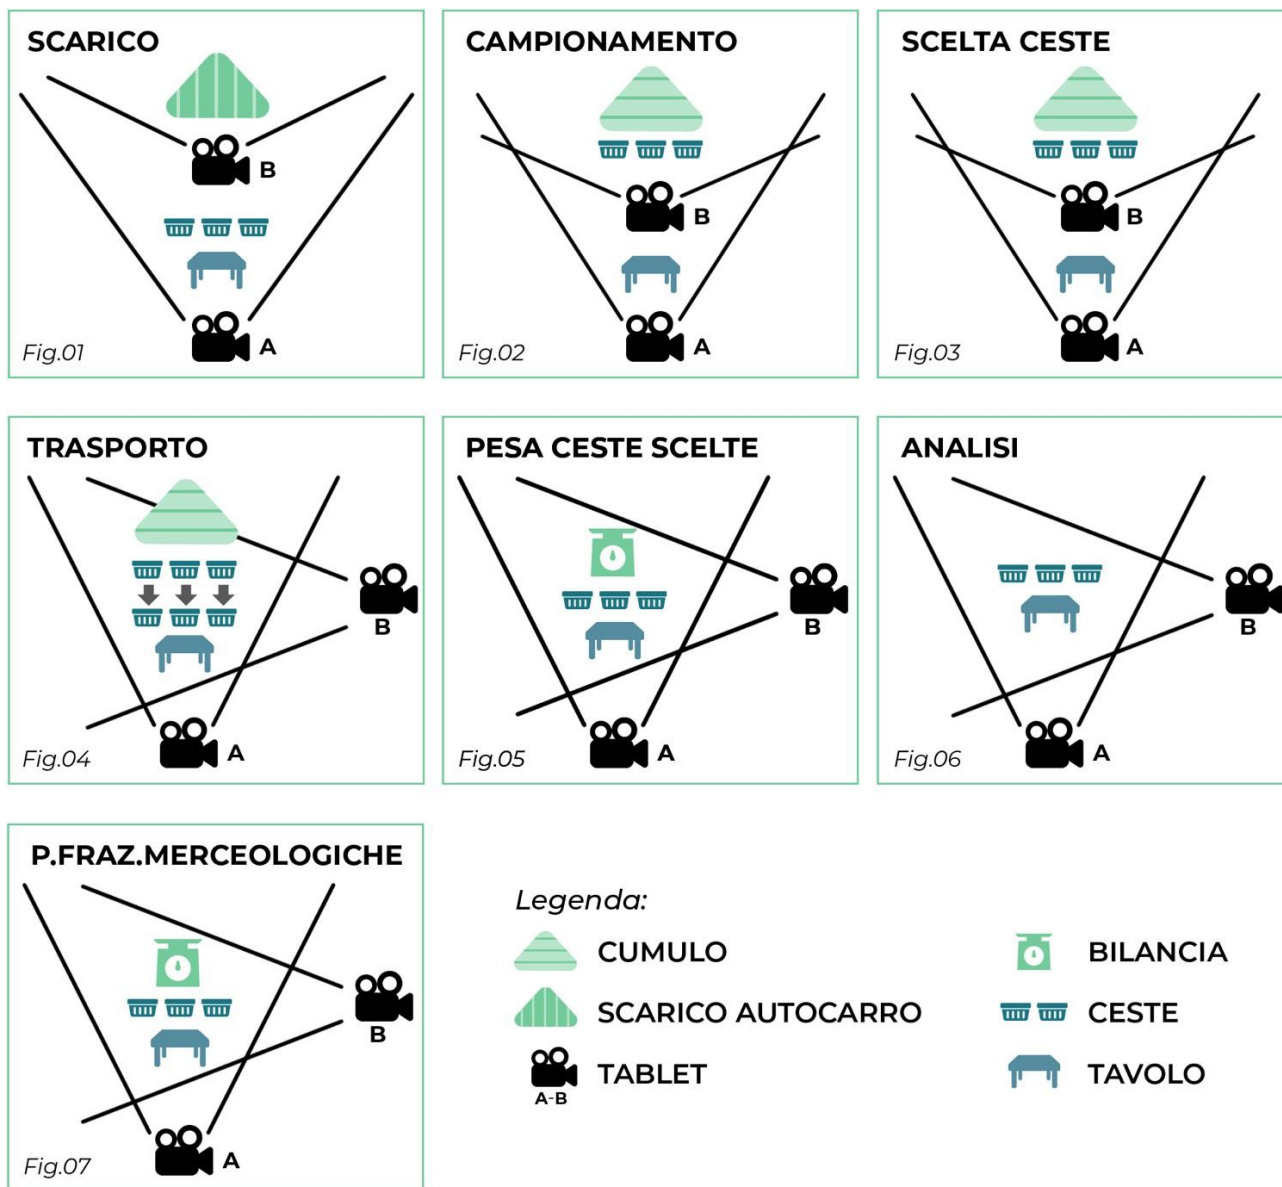 SCARICO
B
A
Fig.01
CAMPIONAMENTO
B
A
Fig.02
SCELTA CESTE
B
A
Fig.03
TRASPORTO
B
A
Fig.04
PESA CESTE SCELTE
B
A
Fig.05
ANALISI
B
A
Fig.06
P.FRAZ.MERCEOLOGICHE
B
A
Fig.07
Legenda:
CUMULO
SCARICO AUTOCARRO
TABLET
A-B
BILANCIA
CESTE
TAVOLO